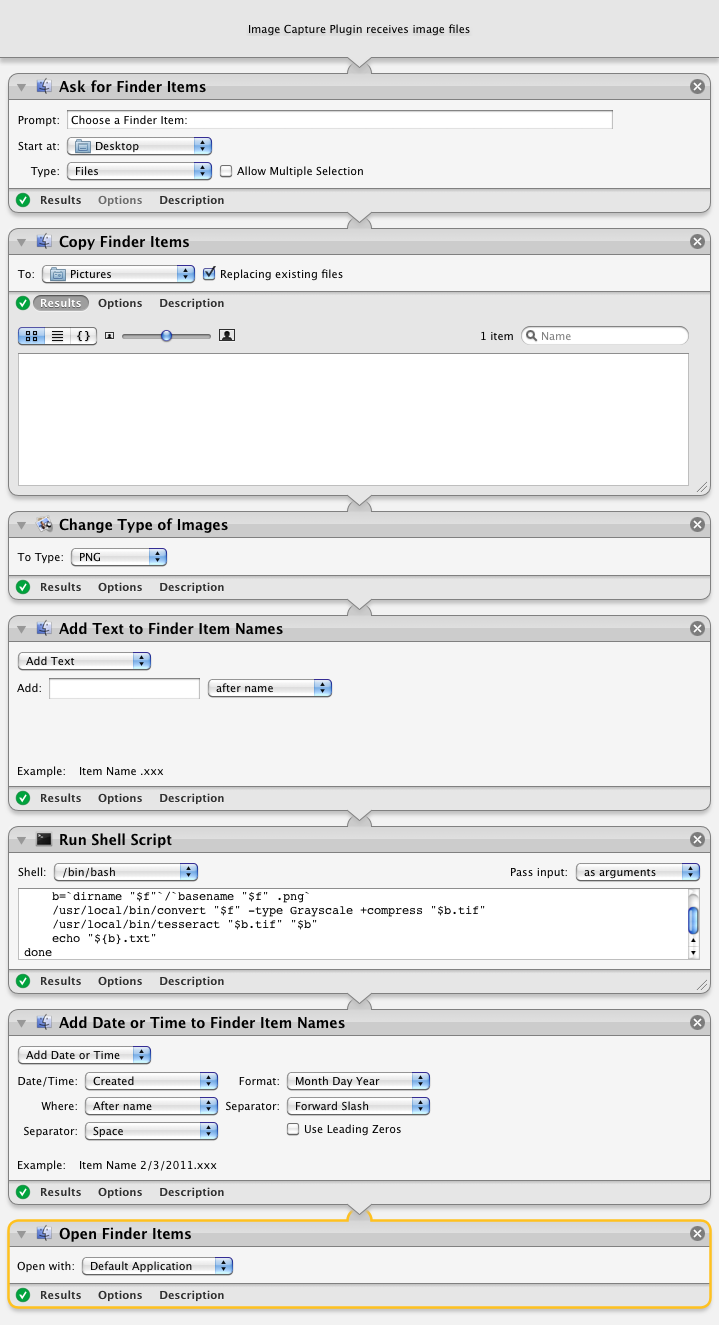 Image Capture Plugin receives image files
Ask for Finder Items
Prompt: Choose a Finder Item:
Start at: Desktop
Type: Files Allow Multiple Selection
Results Options Description
Copy Finder Items
To: Pictures Replacing existing files
Results Options Description
{} 1 item Name
Change Type of Images
To Type: PNG
Results Options Description
Add Text to Finder Item Names
Add Text
Add: after name
Example: Item Name .xxx
Results Options Description
Run Shell Script
Shell: /bin/bash Pass input: as arguments
b=`dirname "$f"`/`basename "$f" .png`
/usr/local/bin/convert "$f" -type Grayscale +compress "$b.tif"
/usr/local/bin/tesseract "$b.tif" "$b"
echo "${b}.txt"
done
Results Options Description
Add Date or Time to Finder Item Names
Add Date or Time
Date/Time: Created Format: Month Day Year
Where: After name Separator: Forward Slash
Separator: Space Use Leading Zeros
Example: Item Name 2/3/2011.xxx
Results Options Description
Open Finder Items
Open with: Default Application
Results Options Description